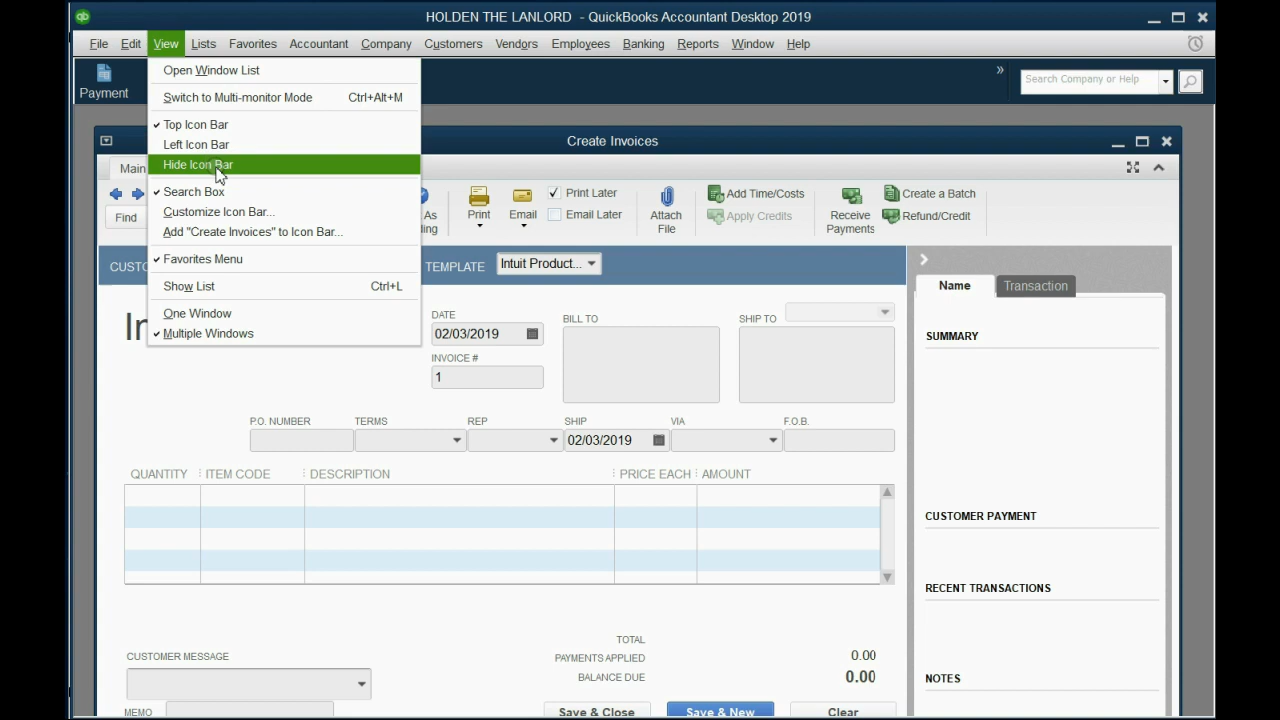 qb
HOLDEN THE LANLORD - QuickBooks Accountant Desktop 2019
File Edit View Lists Favorites Accountant Company Customers Vendors Employees Banking Reports Window Help
Payment
Open Window List
» Search Company or Help
Switch to Multi-monitor Mode Ctrl+Alt+M
Top Icon Bar
Left Icon Bar
Hide Icon Bar
Search Box
Customize Icon Bar...
Add "Create Invoices" to Icon Bar...
Favorites Menu
Show List Ctrl+L
One Window
Multiple Windows
Create Invoices
Main
Find
Print
Email
Print Later
Email Later
Attach
File
Add Time/Costs
Apply Credits
Receive
Payments
Create a Batch
Refund/Credit
TEMPLATE Intuit Product...
Name Transaction
DATE
02/03/2019
INVOICE #
1
BILL TO
SHIP TO
SUMMARY
P.O. NUMBER TERMS REP SHIP VIA F.O.B.
02/03/2019
QUANTITY ITEM CODE DESCRIPTION PRICE EACH AMOUNT
CUSTOMER PAYMENT
RECENT TRANSACTIONS
TOTAL
CUSTOMER MESSAGE PAYMENTS APPLIED 0.00
BALANCE DUE 0.00
NOTES
MEMO
Save & Close Save & New Clear